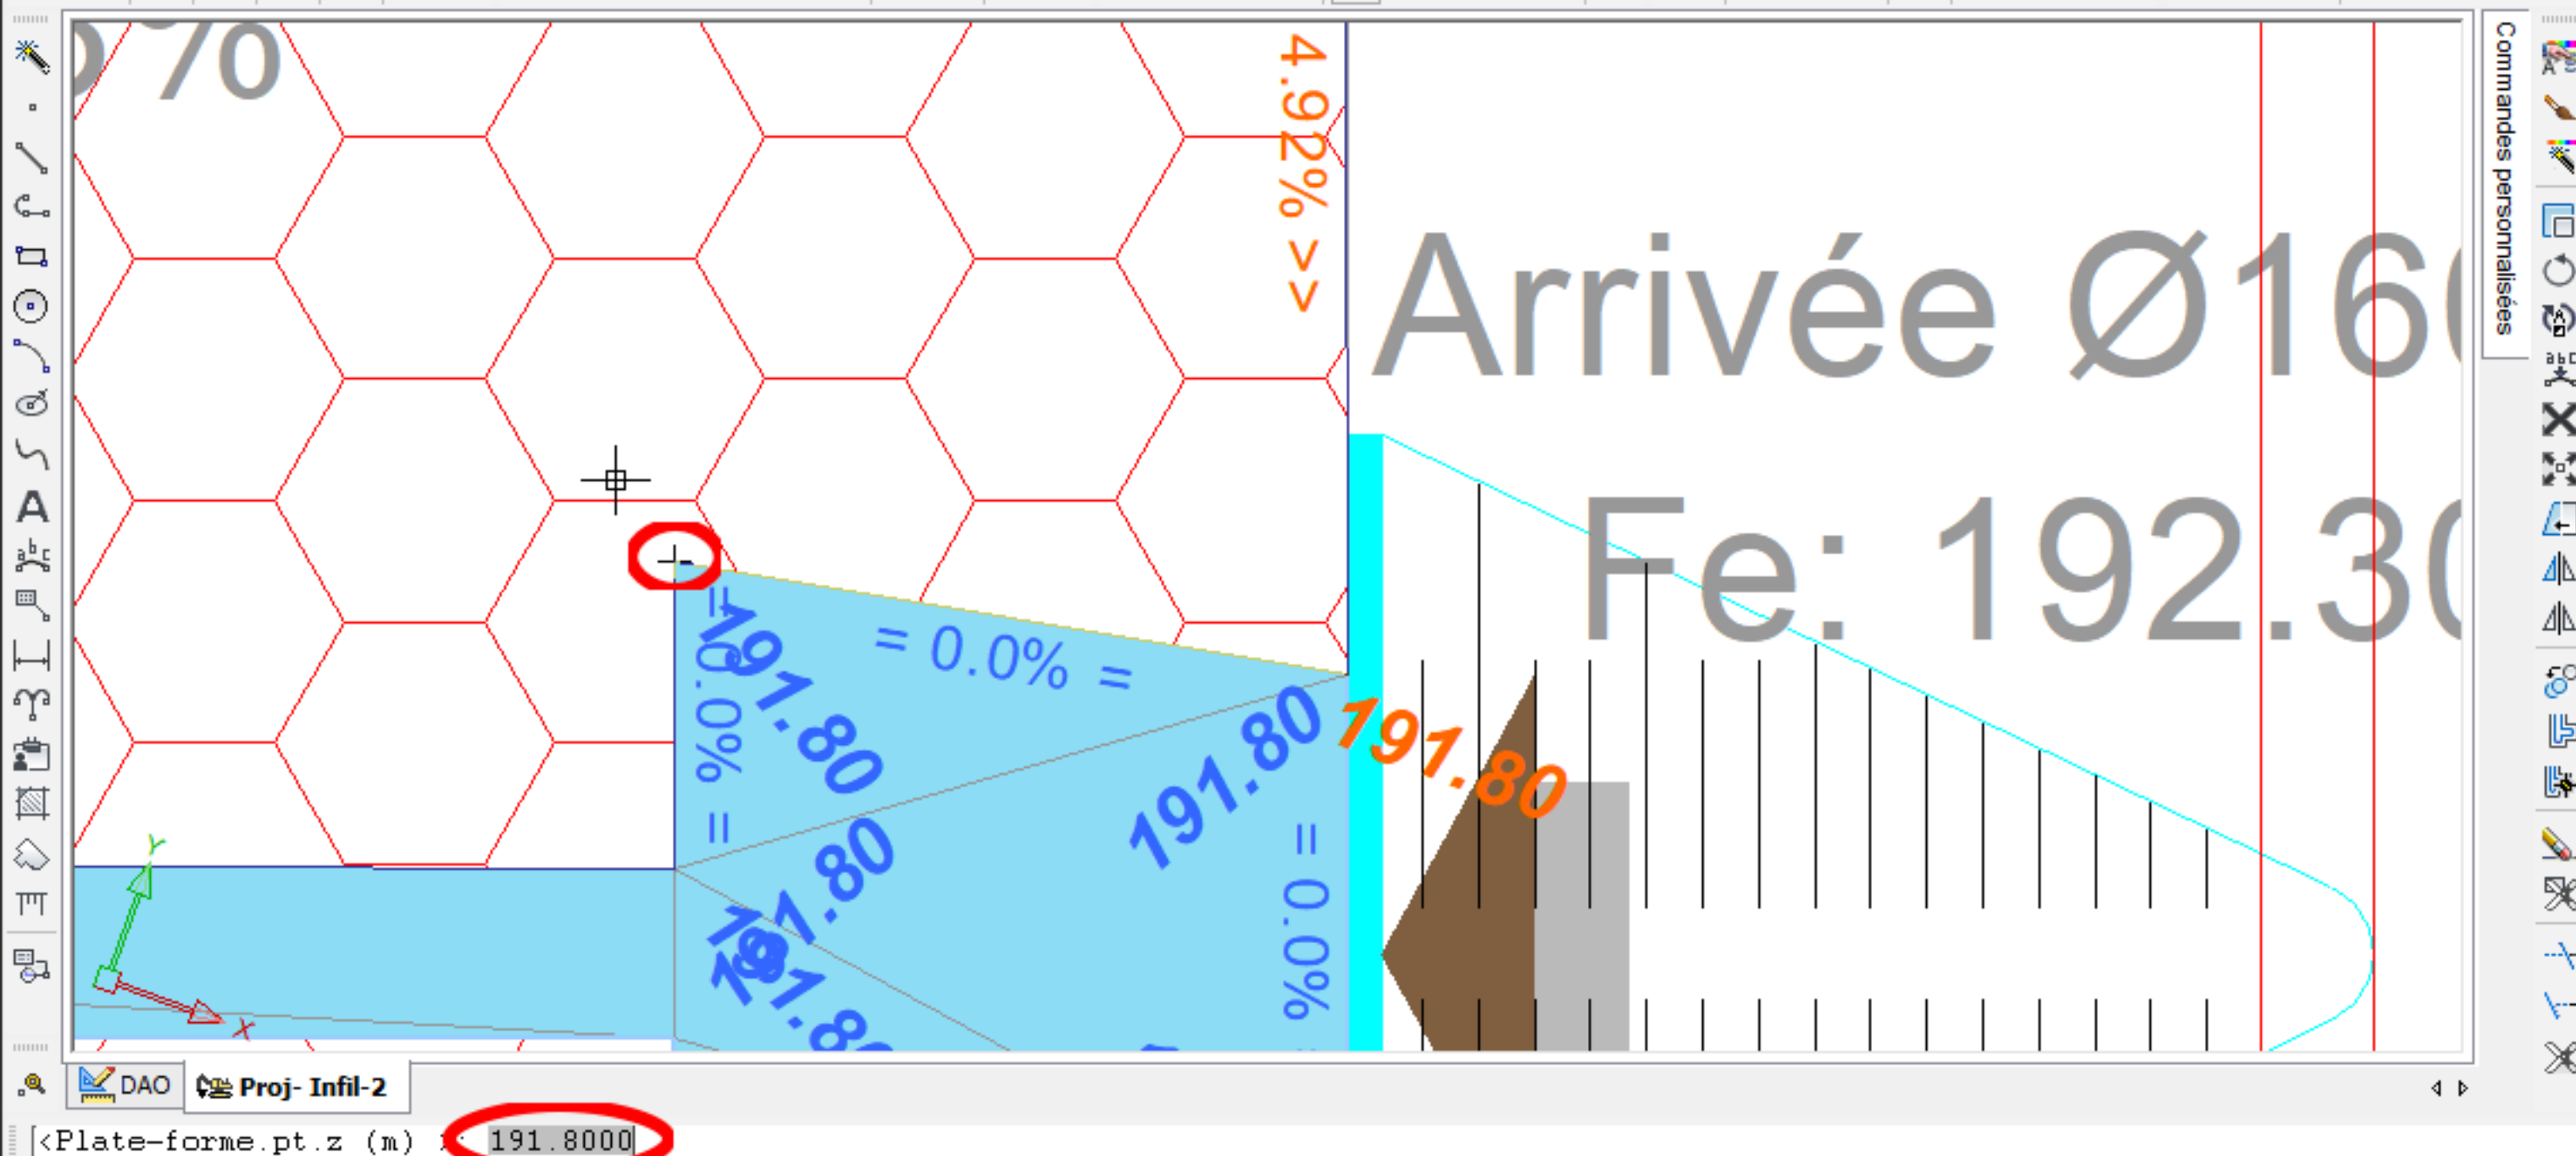 %
4.92% >>
Commandes personnalisées
Arrivée Ø16
Fe: 192.30
= 0.0% =
= 0.0% =
191.80
191.80
191.80
191.80
= 0.0%
Y
X
DAO
Proj- Infil-2
<Plate-forme.pt.z (m)
191.8000